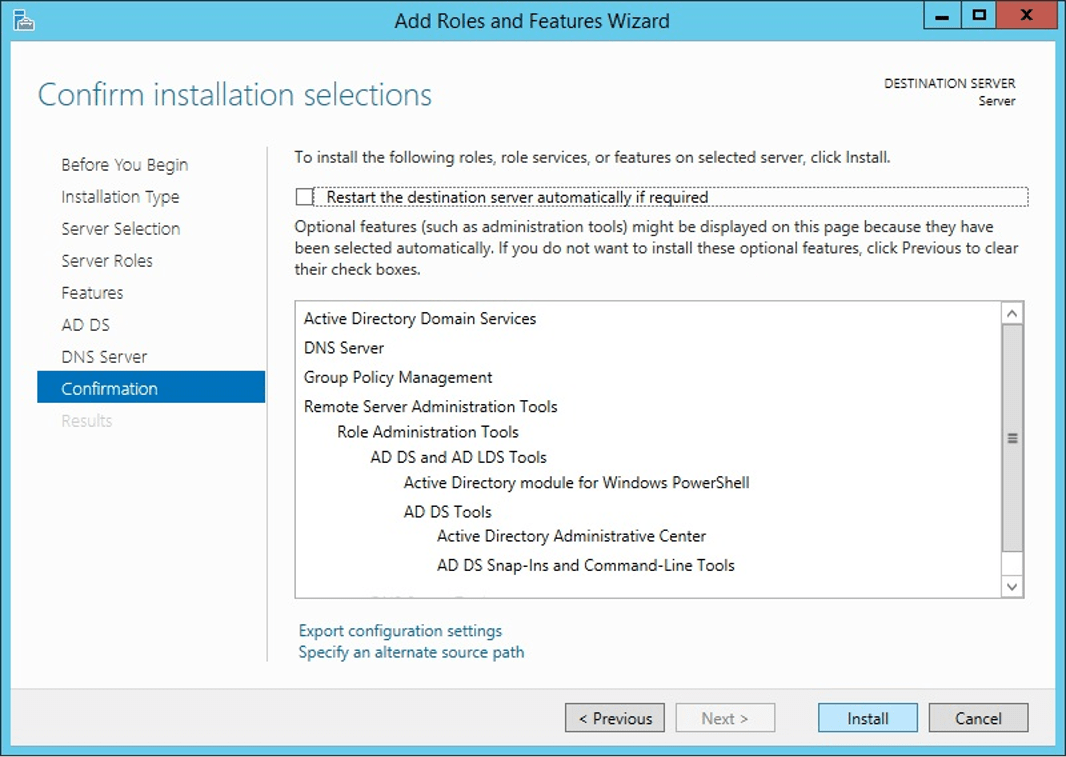 Add Roles and Features Wizard
Confirm installation selections
DESTINATION SERVER
Server
Before You Begin
Installation Type
Server Selection
Server Roles
Features
AD DS
DNS Server
Confirmation
Results
To install the following roles, role services, or features on selected server, click Install.
Restart the destination server automatically if required
Optional features (such as administration tools) might be displayed on this page because they have
been selected automatically. If you do not want to install these optional features, click Previous to clear
their check boxes.
Active Directory Domain Services
DNS Server
Group Policy Management
Remote Server Administration Tools
Role Administration Tools
AD DS and AD LDS Tools
Active Directory module for Windows PowerShell
AD DS Tools
Active Directory Administrative Center
AD DS Snap-Ins and Command-Line Tools
Export configuration settings
Specify an alternate source path
< Previous
Next >
Install
Cancel